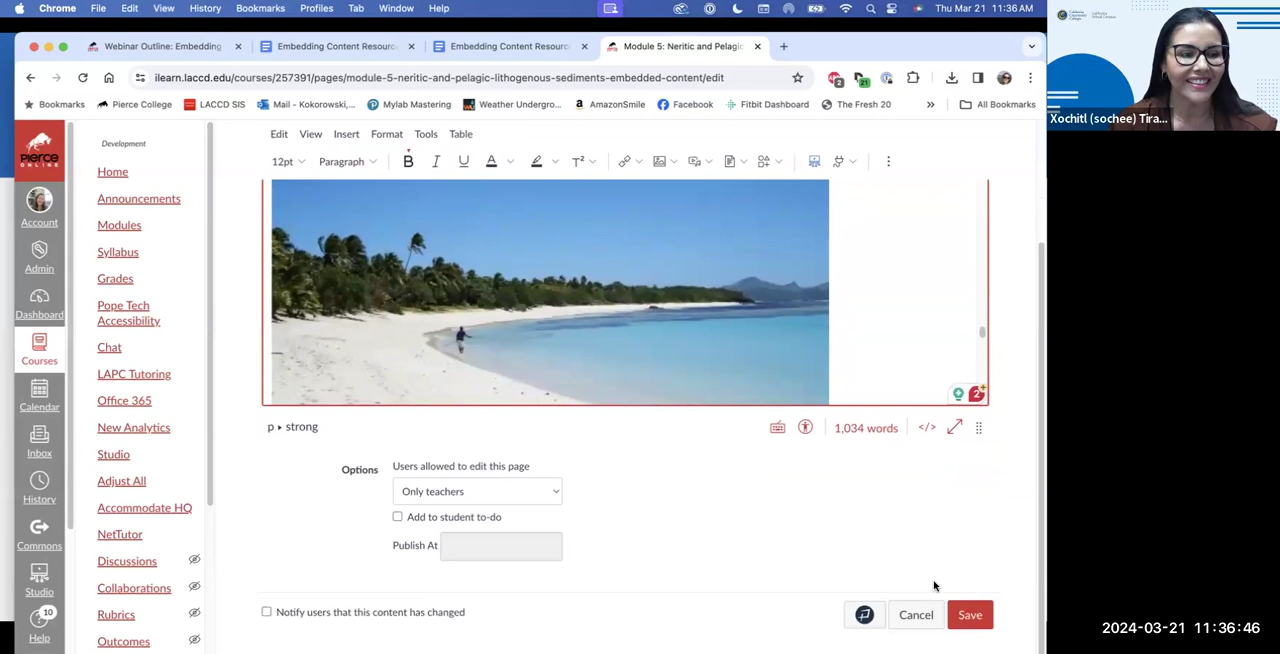 Chrome File Edit View History Bookmarks Profiles Tab Window Help Thu Mar 21 11:36 AM
Webinar Outline: Embedding Embedding Content Resourc Embedding Content Resourc Module 5: Neritic and Pelagic
ilearn.laccd.edu/courses/257391/pages/module-5-neritic-and-pelagic-lithogenous-sediments-embedded-content/edit
Bookmarks Pierce College LACCD SIS Mail - Kokorowski,... Mylab Mastering Weather Undergro... AmazonSmile Facebook Fitbit Dashboard The Fresh 20 » All Bookmarks
PIERCE
ONLINE
Account
Admin
Dashboard
Courses
Calendar
Inbox
History
Commons
Studio
10
Help
Development
Home
Announcements
Modules
Syllabus
Grades
Pope Tech
Accessibility
Chat
LAPC Tutoring
Office 365
New Analytics
Studio
Adjust All
Accommodate HQ
NetTutor
Discussions
Collaborations
Rubrics
Outcomes
Edit View Insert Format Tools Table
12pt Paragraph B I U A T²
2
p ▸ strong
1,034 words </>
Options Users allowed to edit this page
Only teachers
Add to student to-do
Publish At
Notify users that this content has changed
Cancel Save
Xochitl (sochee) Tira...
2024-03-21 11:36:46